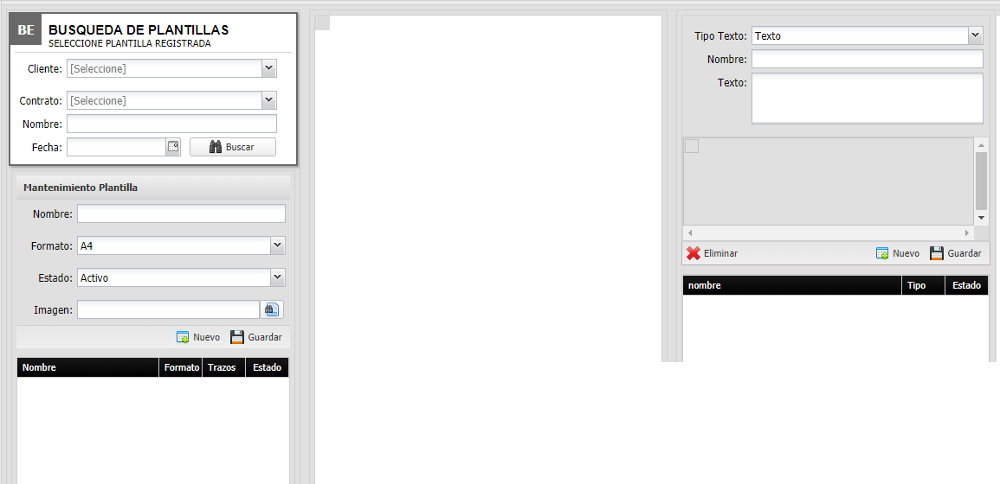 BE
BUSQUEDA DE PLANTILLAS
SELECCIONE PLANTILLA REGISTRADA
Cliente: [Seleccione]
Contrato: [Seleccione]
Nombre:
Fecha: Buscar
Mantenimiento Plantilla
Nombre:
Formato: A4
Estado: Activo
Imagen:
Nuevo Guardar
Nombre Formato Trazos Estado
Tipo Texto: Texto
Nombre:
Texto:
Eliminar Nuevo Guardar
nombre Tipo Estado